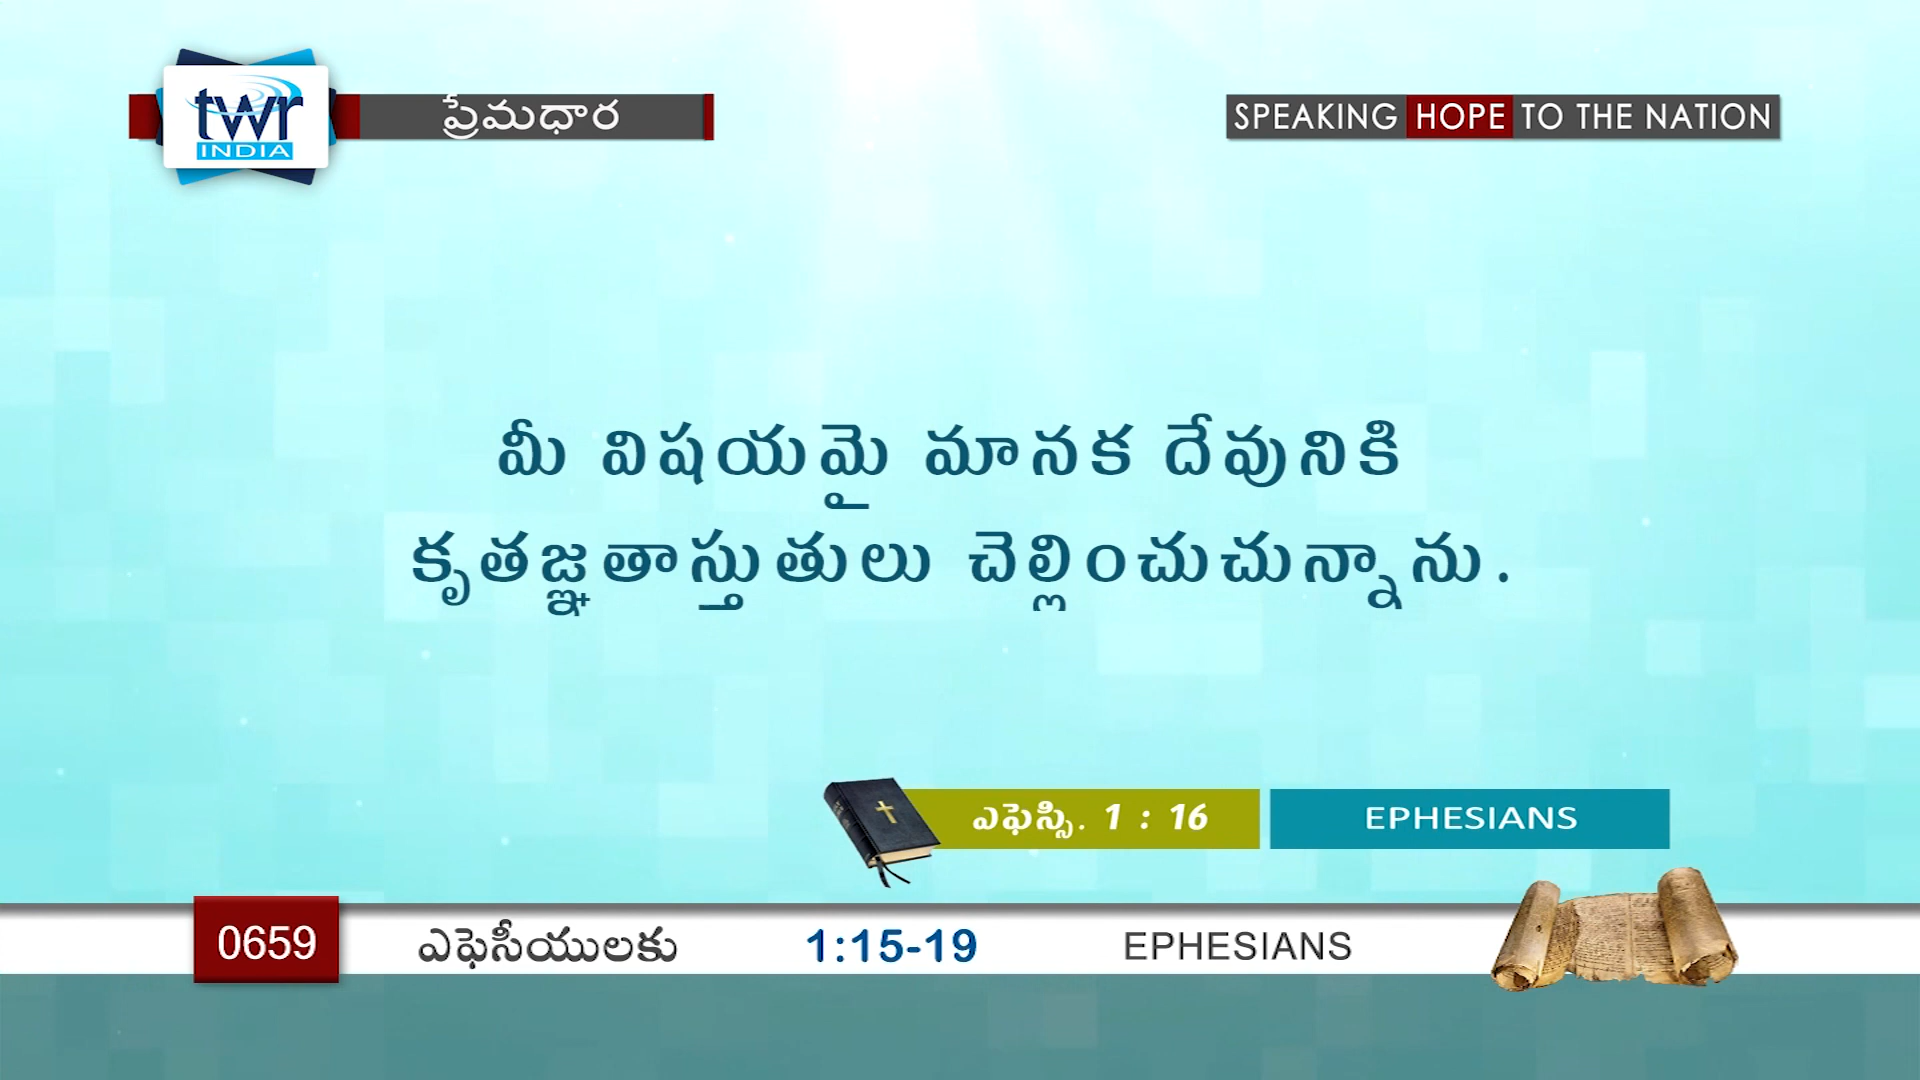 twr
INDIA
ప్రేమధార
SPEAKING HOPE TO THE NATION
మీ విషయమై మానక దేవునికి
కృతజ్ఞతాస్తుతులు చెల్లించుచున్నాను.
ఎఫెస్సి. 1 : 16
EPHESIANS
0659
ఎఫెసీయులకు
1:15-19
EPHESIANS